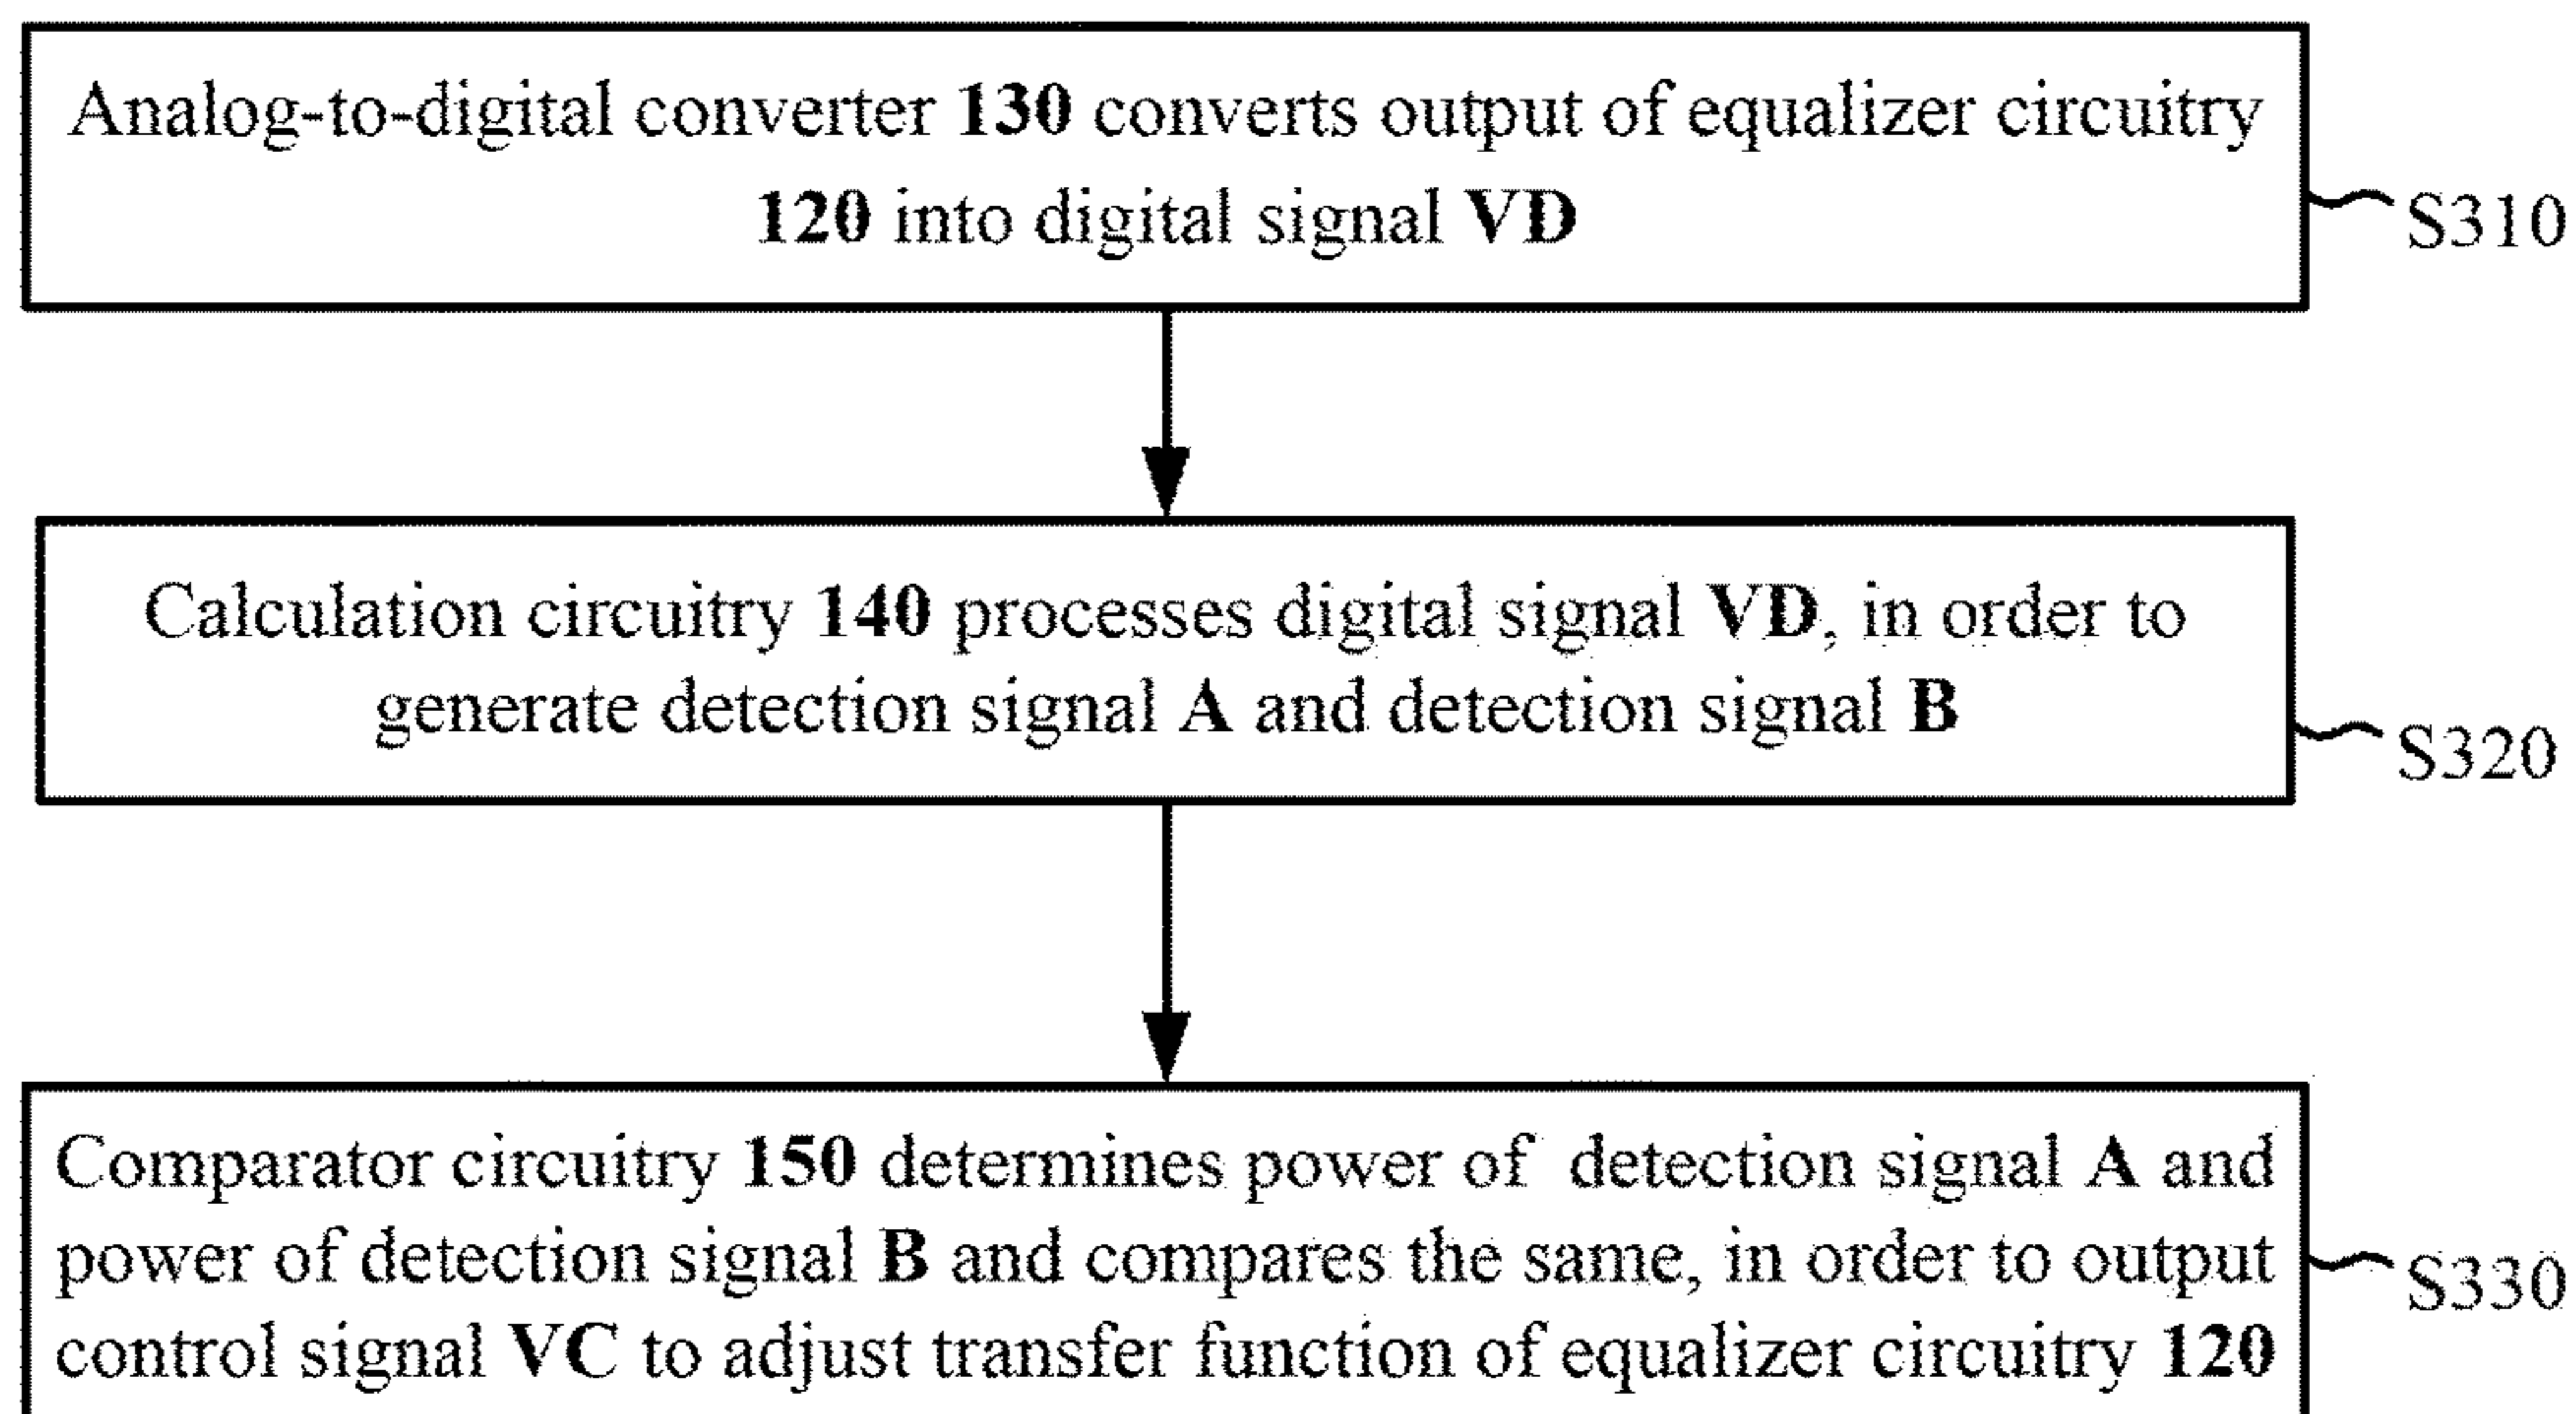 Analog-to-digital converter 130 converts output of equalizer circuitry
120 into digital signal VD
S310
Calculation circuitry 140 processes digital signal VD, in order to
generate detection signal A and detection signal B
S320
Comparator circuitry 150 determines power of detection signal A and
power of detection signal B and compares the same, in order to output
control signal VC to adjust transfer function of equalizer circuitry 120
S330